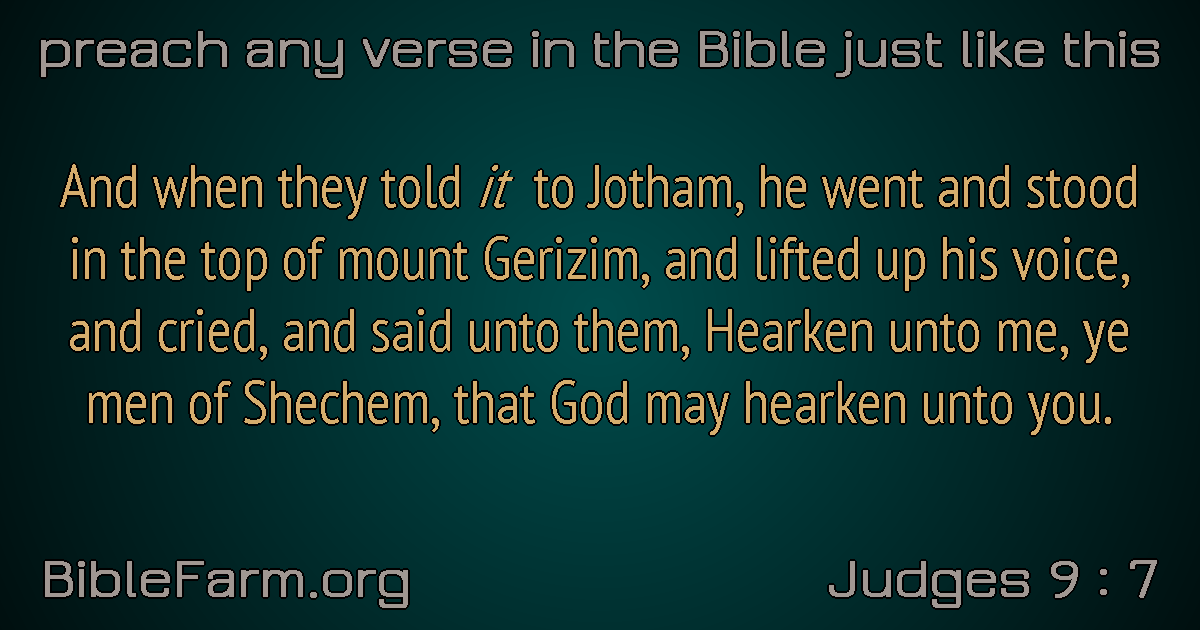 preach any verse in the Bible just like this
And when they told it to Jotham, he went and stood
in the top of mount Gerizim, and lifted up his voice,
and cried, and said unto them, Hearken unto me, ye
men of Shechem, that God may hearken unto you.
BibleFarm.org
Judges 9 : 7